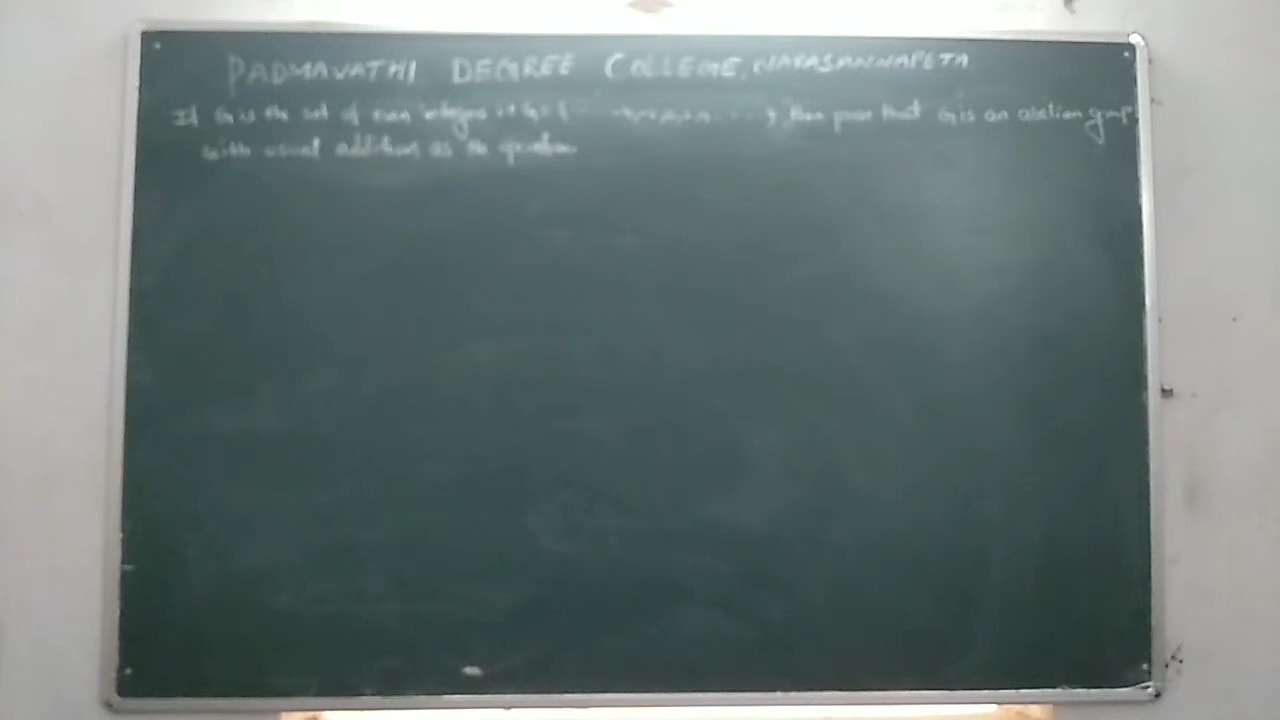 PADMAVATHI DEGREE COLLEGE, NARASANNAPETA
If G is the set of even integers i.e G = { then prove that G is an abelian group
with usual addition as the operation